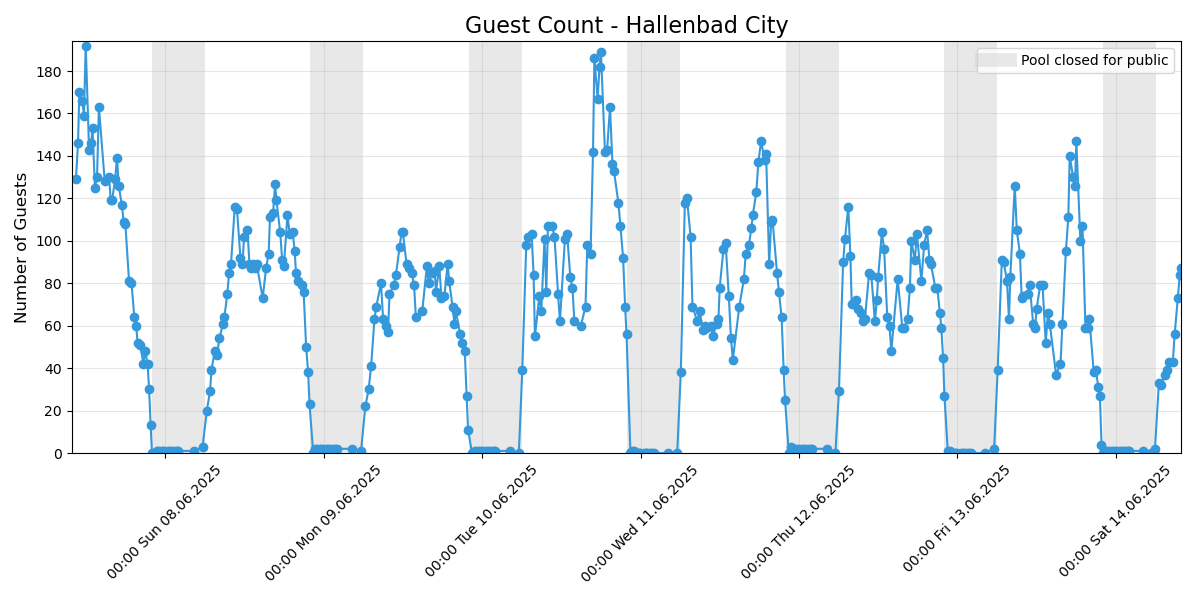 Guest Count - Hallenbad City
Pool closed for public
Number of Guests
180
160
140
120
100
80
60
40
20
0
00:00 Sun 08.06.2025
00:00 Mon 09.06.2025
00:00 Tue 10.06.2025
00:00 Wed 11.06.2025
00:00 Thu 12.06.2025
00:00 Fri 13.06.2025
00:00 Sat 14.06.2025